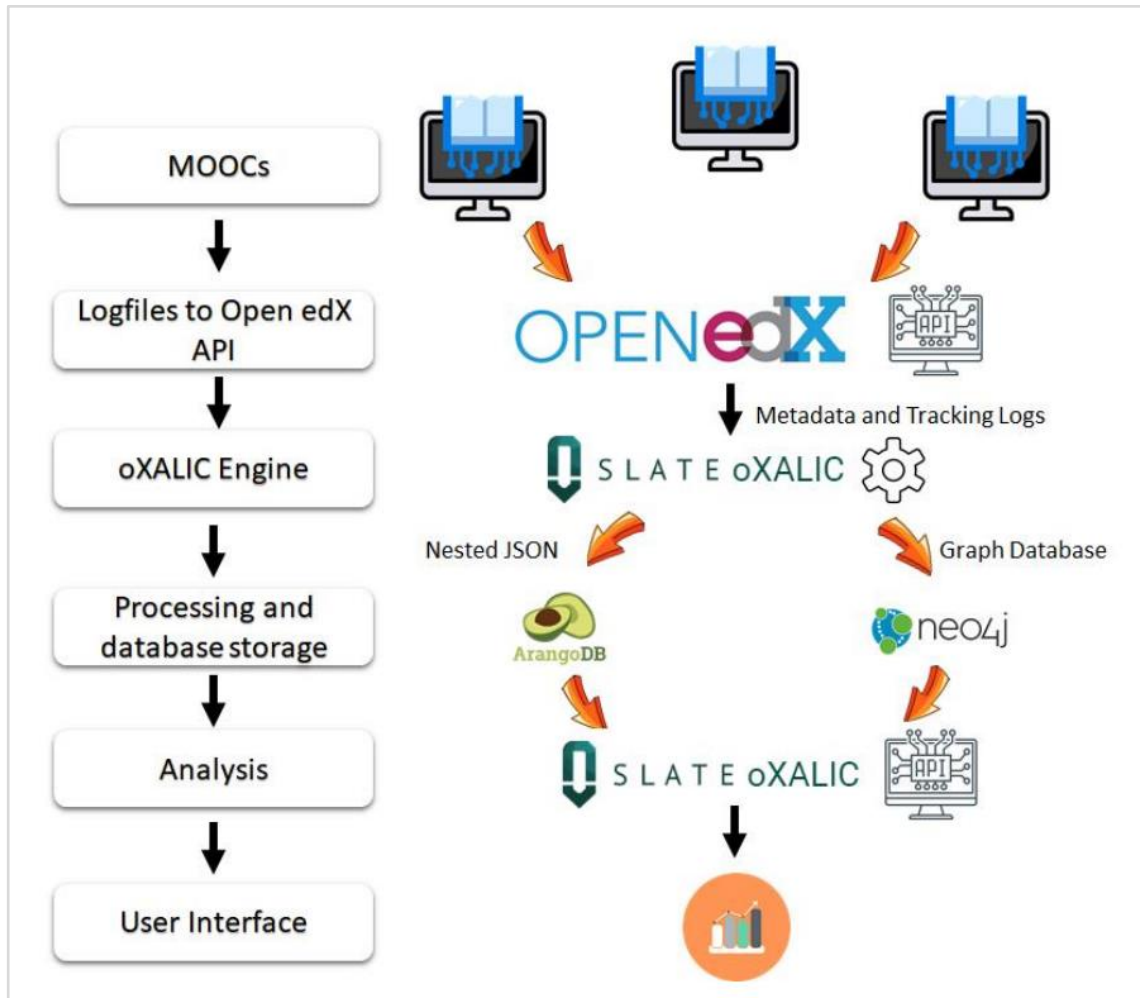 MOOCs
Logfiles to Open edX
API
oXALIC Engine
Processing and
database storage
Analysis
User Interface
OPENedX
API
Metadata and Tracking Logs
SLATE oXALIC
Nested JSON
Graph Database
ArangoDB
neo4j
SLATE oXALIC
API